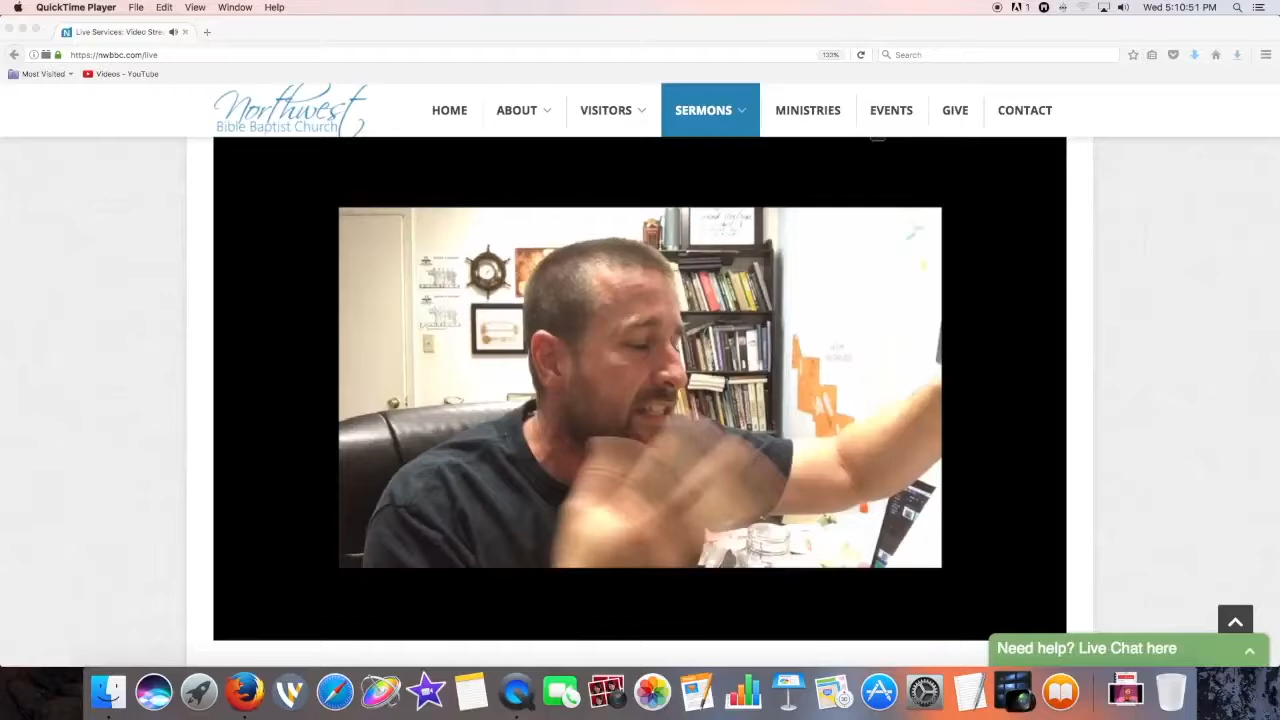 QuickTime Player File Edit View Window Help
1 Wed 5:10:51 PM
Live Services: Video Stre
https://nwbbc.com/live
133%
Search
Most Visited
Videos - YouTube
Northwest
Bible Baptist Church
HOME ABOUT VISITORS SERMONS MINISTRIES EVENTS GIVE CONTACT
Need help? Live Chat here